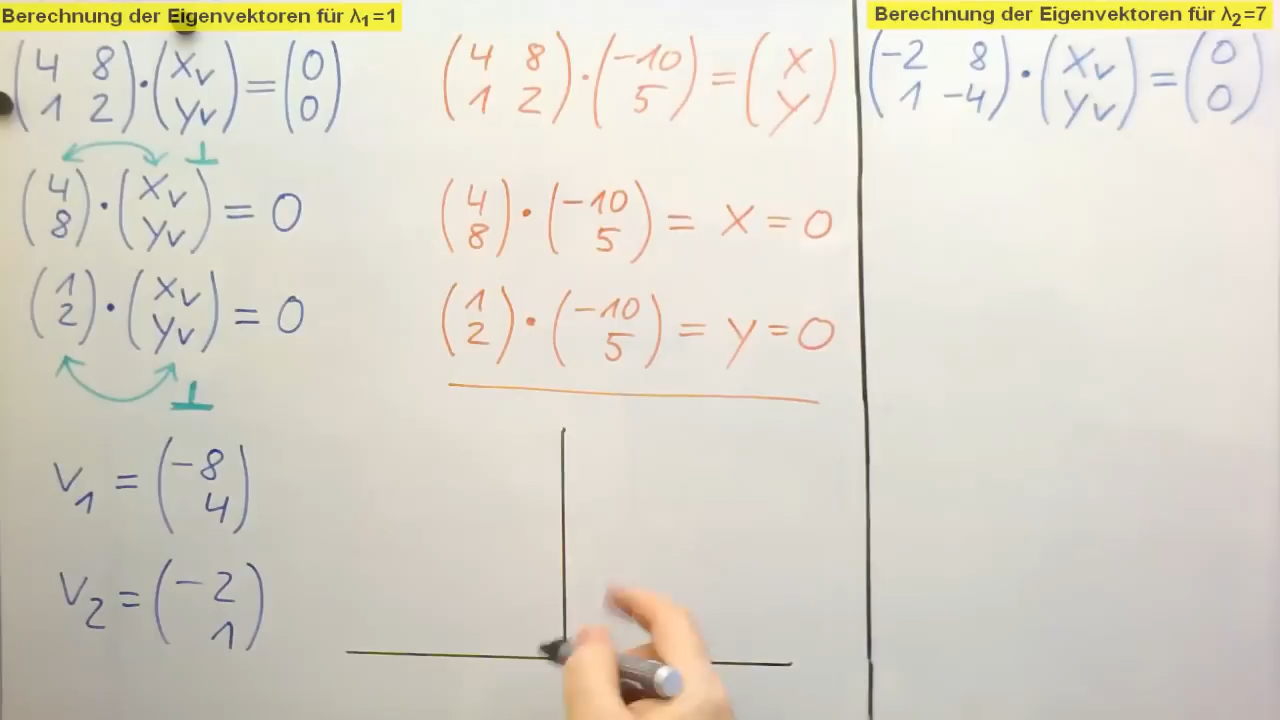 Berechnung der Eigenvektoren für λ₁=1
(4 8
1 2)·(xᵥ
yᵥ)=(0
0)
(4
8)·(xᵥ
yᵥ)=0
⊥
(1
2)·(xᵥ
yᵥ)=0
⊥
V₁=(-8
4)
V₂=(-2
1)
(4 8
1 2)·(-10
5)=(x
y)
(4
8)·(-10
5)=x=0
(1
2)·(-10
5)=y=0
Berechnung der Eigenvektoren für λ₂=7
(-2 8
1 -4)·(xᵥ
yᵥ)=(0
0)